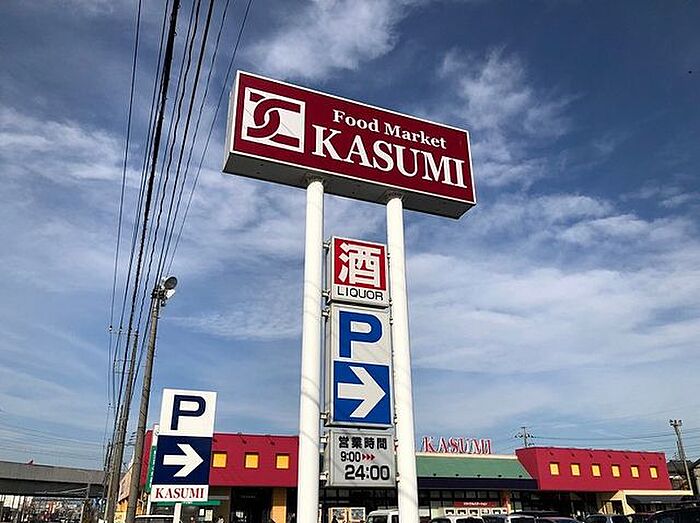 Food Market
KASUMI
酒
LIQUOR
P
営業時間
9:00
24:00
P
KASUMI
KASUMI